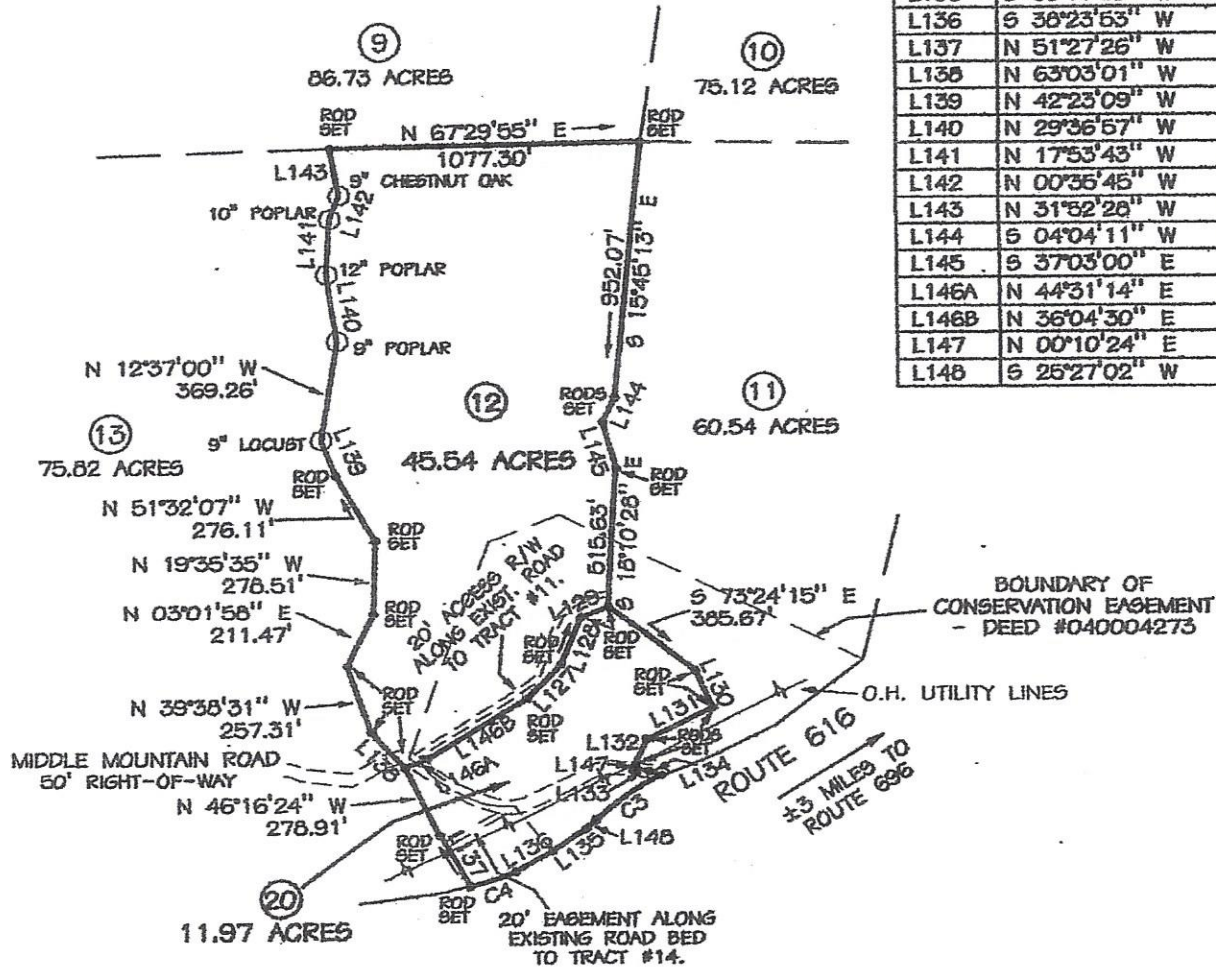 9
86.73 ACRES
10
75.12 ACRES
L136 S 38°23'53" W
L137 N 51°27'26" W
L138 N 63°03'01" W
L139 N 42°23'09" W
L140 N 29°36'57" W
L141 N 17°53'43" W
L142 N 00°35'45" W
L143 N 31°52'28" W
L144 S 04°04'11" W
L145 S 37°03'00" E
L146A N 44°31'14" E
L146B N 36°04'30" E
L147 N 00°10'24" E
L148 S 25°27'02" W
ROD
SET
N 67°29'55" E
1077.30'
ROD
SET
L143
9"
CHESTNUT OAK
L142
10" POPLAR
L141
12" POPLAR
L140
9" POPLAR
952.07'
S 15°45'13" E
N 12°37'00" W
369.26'
12
45.54 ACRES
RODS
SET
L144
11
60.54 ACRES
13
75.82 ACRES
9" LOCUST
L139
ROD
SET
L145
ROD
SET
N 51°32'07" W
276.11'
ROD
SET
515.63'
S 18°10'28" E
N 19°35'35" W
278.51'
N 03°01'58" E
211.47'
ROD
SET
20' ACCESS R/W
ALONG EXIST. ROAD
TO TRACT #11.
L129
L128
L127
ROD
SET
ROD
SET
S 73°24'15" E
385.67'
BOUNDARY OF
CONSERVATION EASEMENT
- DEED #040004273
N 39°38'31" W
257.31'
ROD
SET
ROD
SET
ROD
SET
L130
L131
O.H. UTILITY LINES
MIDDLE MOUNTAIN ROAD
50' RIGHT-OF-WAY
L138
L146B
L146A
L132
RODS
SET
L147
L133
L134
ROUTE 616
±3 MILES TO
ROUTE 696
N 46°16'24" W
278.91'
C3
L148
L135
L136
ROD
SET
L137
C4
ROD
SET
20
11.97 ACRES
20' EASEMENT ALONG
EXISTING ROAD BED
TO TRACT #14.